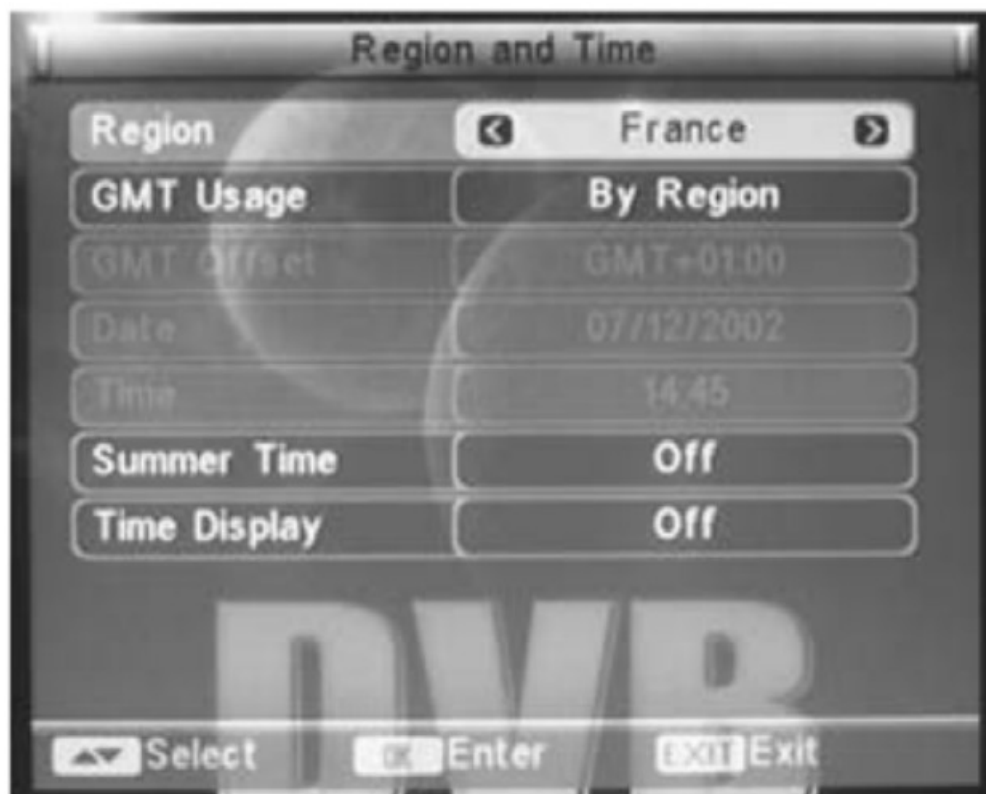 Region and Time
Region France
GMT Usage By Region
GMT Offset GMT+01:00
Date 07/12/2002
Time 14:45
Summer Time Off
Time Display Off
DVB
Select OK Enter EXIT Exit